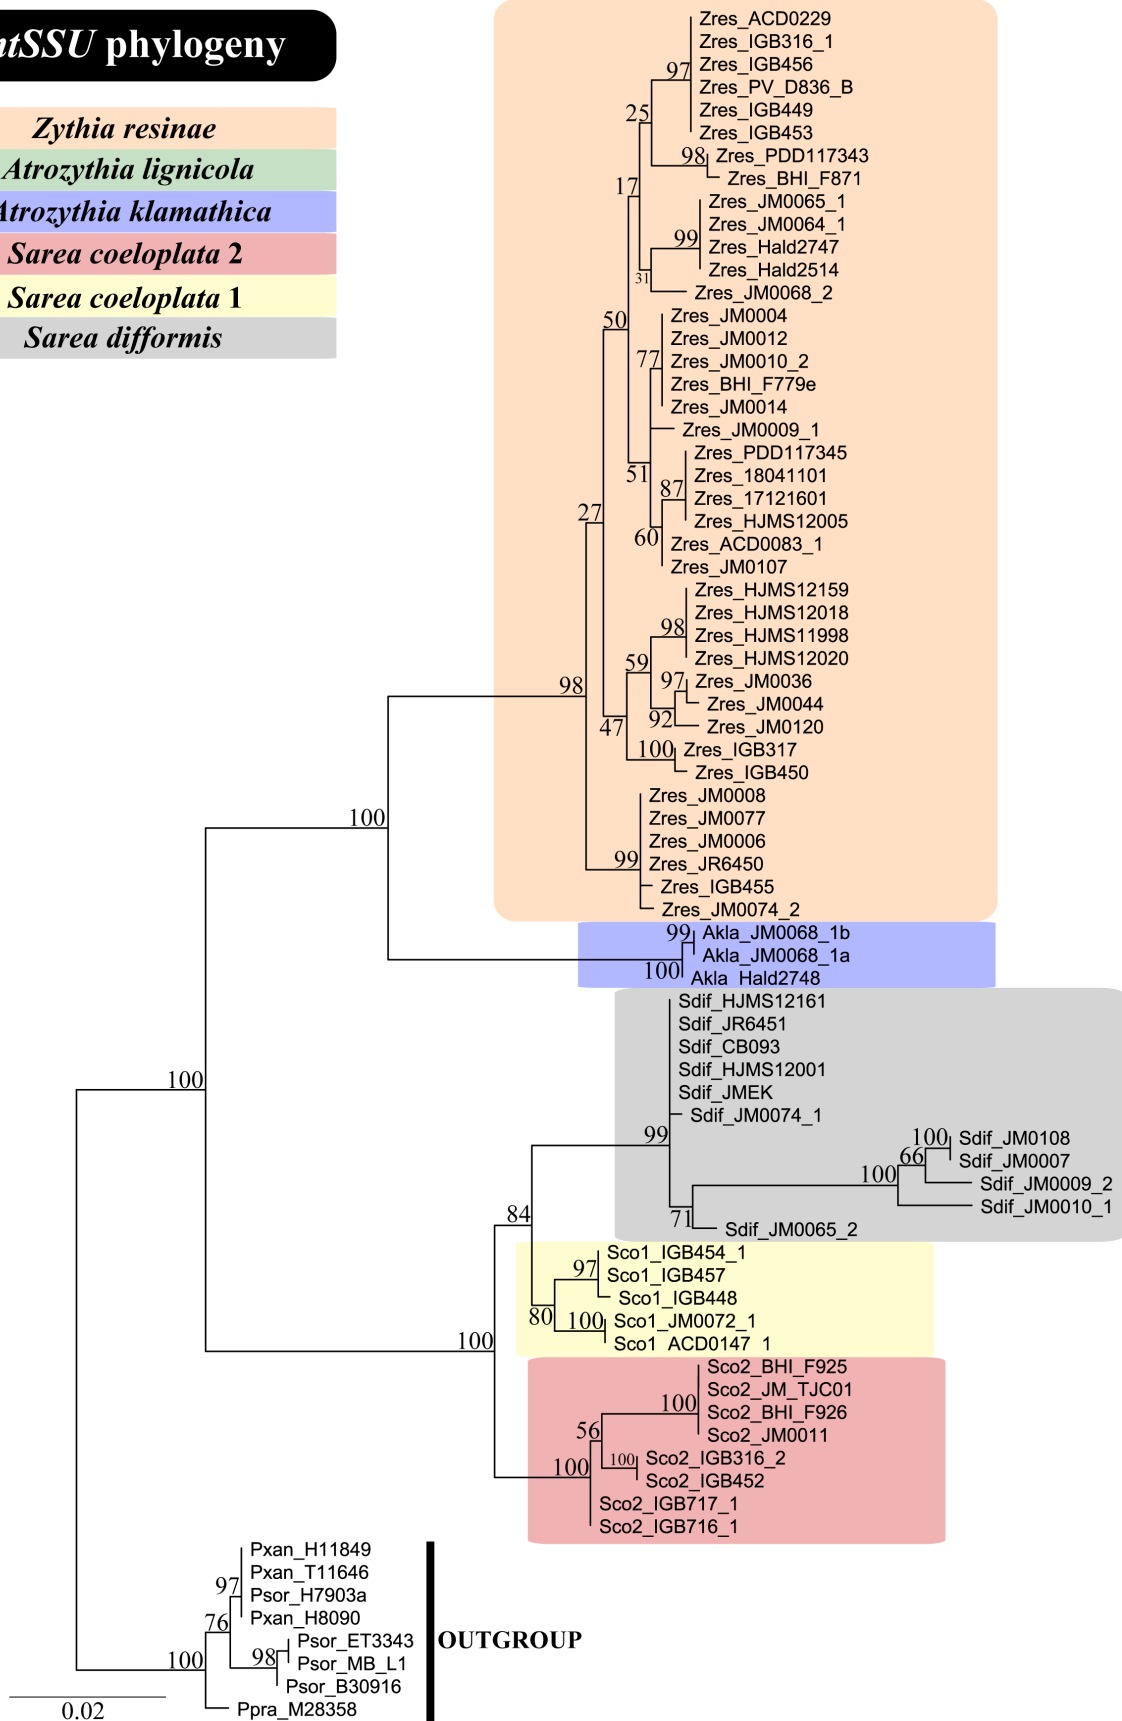 ntSSU phylogeny
Zythia resinae
Atrozythia lignicola
Atrozythia klamathica
Sarea coeloplata 2
Sarea coeloplata 1
Sarea difformis
Zres_ACD0229
Zres_IGB316_1
Zres_IGB456
97
Zres_PV_D836_B
Zres_IGB449
25
Zres_IGB453
Zres_PDD117343
98
Zres_BHI_F871
17
Zres_JM0065_1
Zres_JM0064_1
99
Zres_Hald2747
Zres_Hald2514
31
Zres_JM0068_2
50
Zres_JM0004
Zres_JM0012
77
Zres_JM0010_2
Zres_BHI_F779e
Zres_JM0014
Zres_JM0009_1
Zres_PDD117345
51
Zres_18041101
87
Zres_17121601
27
Zres_HJMS12005
60
Zres_ACD0083_1
Zres_JM0107
Zres_HJMS12159
Zres_HJMS12018
98
Zres_HJMS11998
Zres_HJMS12020
59
97
Zres_JM0036
98
Zres_JM0044
92
Zres_JM0120
47
100
Zres_IGB317
Zres_IGB450
Zres_JM0008
100
Zres_JM0077
Zres_JM0006
99
Zres_JR6450
Zres_IGB455
Zres_JM0074_2
99
Akla_JM0068_1b
Akla_JM0068_1a
100
Akla_Hald2748
Sdif_HJMS12161
Sdif_JR6451
Sdif_CB093
Sdif_HJMS12001
100
Sdif_JMEK
Sdif_JM0074_1
99
100
Sdif_JM0108
66
Sdif_JM0007
100
Sdif_JM0009_2
Sdif_JM0010_1
84
71
Sdif_JM0065_2
Sco1_IGB454_1
97
Sco1_IGB457
Sco1_IGB448
80
100
Sco1_JM0072_1
100
Sco1_ACD0147_1
Sco2_BHI_F925
Sco2_JM_TJC01
100
Sco2_BHI_F926
56
Sco2_JM0011
100
100
Sco2_IGB316_2
Sco2_IGB452
Sco2_IGB717_1
Sco2_IGB716_1
Pxan_H11849
Pxan_T11646
97
Psor_H7903a
76
Pxan_H8090
Psor_ET3343
OUTGROUP
100
98
Psor_MB_L1
Psor_B30916
Ppra_M28358
0.02